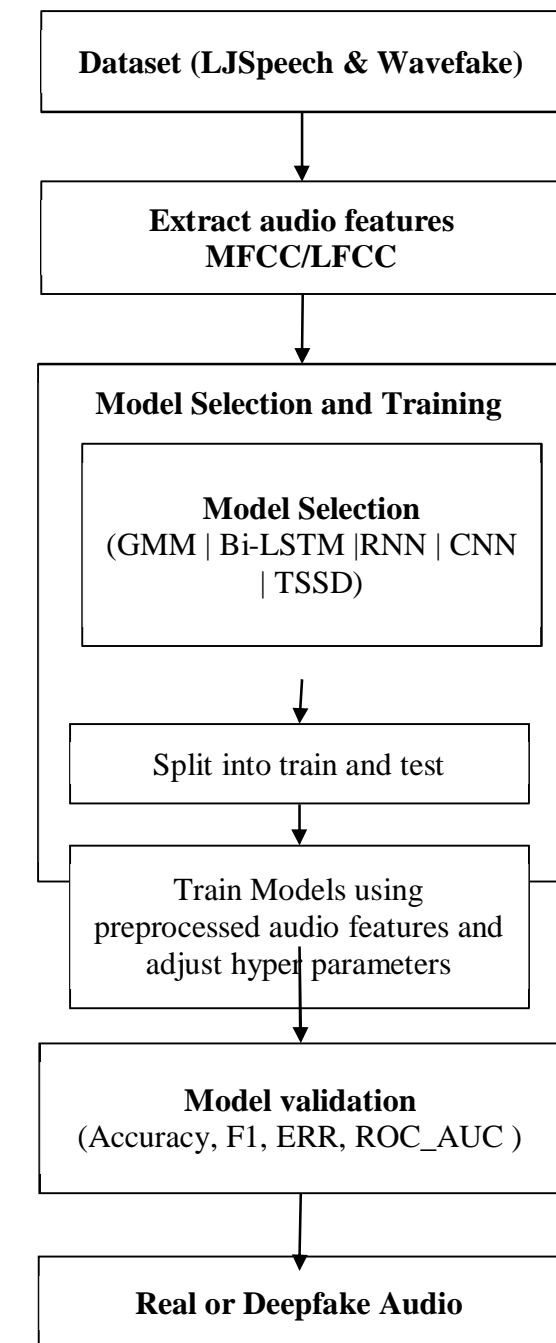 Dataset (LJSpeech & Wavefake)
Extract audio features
MFCC/LFCC
Model Selection and Training
Model Selection
(GMM | Bi-LSTM |RNN | CNN
| TSSD)
Split into train and test
Train Models using
preprocessed audio features and
adjust hyper parameters
Model validation
(Accuracy, F1, ERR, ROC_AUC )
Real or Deepfake Audio